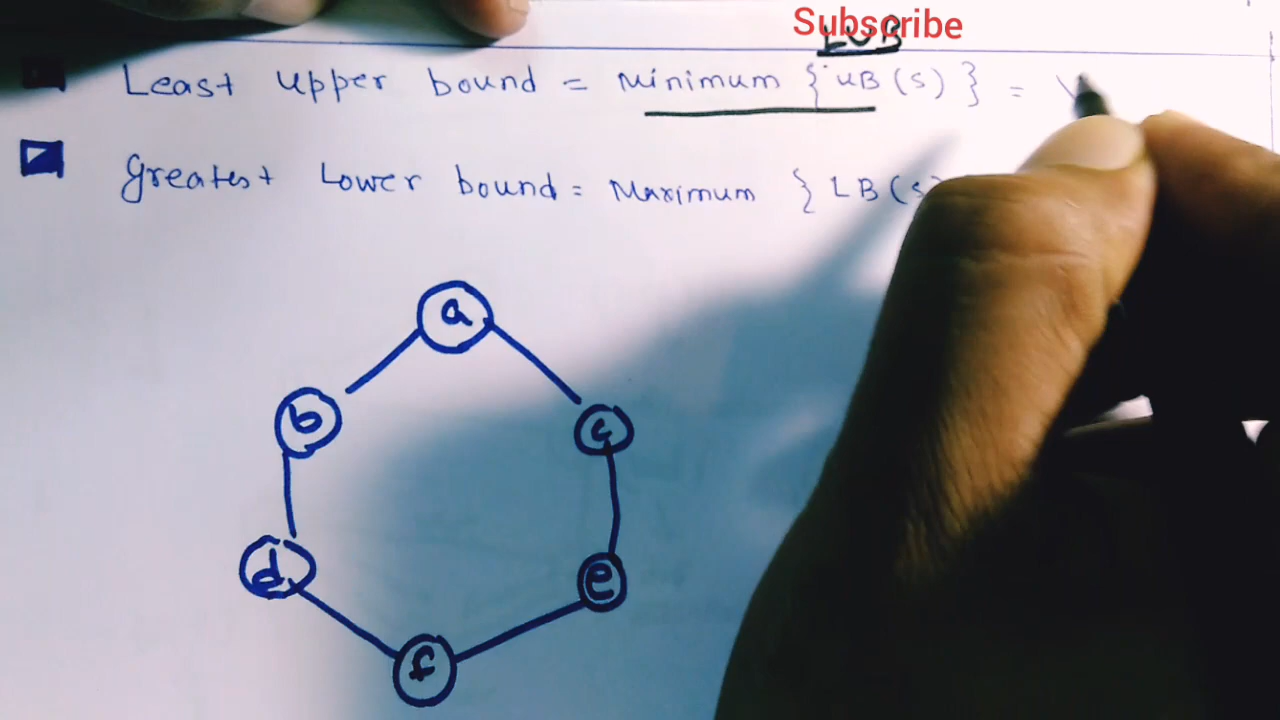 Subscribe
LUB
Least upper bound = Minimum { UB (S) } =
Greatest Lower bound = Maximum { LB (S)
a
b
c
d
e
f